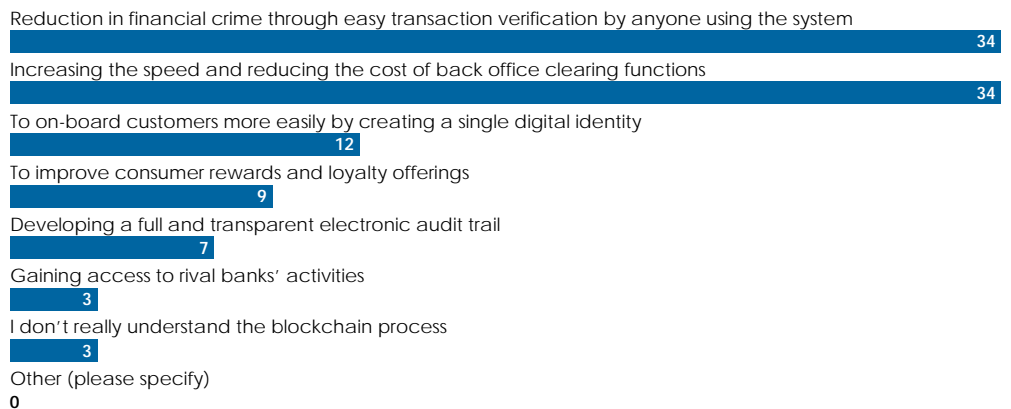 Reduction in financial crime through easy transaction verification by anyone using the system
34
Increasing the speed and reducing the cost of back office clearing functions
34
To on-board customers more easily by creating a single digital identity
12
To improve consumer rewards and loyalty offerings
9
Developing a full and transparent electronic audit trail
7
Gaining access to rival banks’ activities
3
I don’t really understand the blockchain process
3
Other (please specify)
0